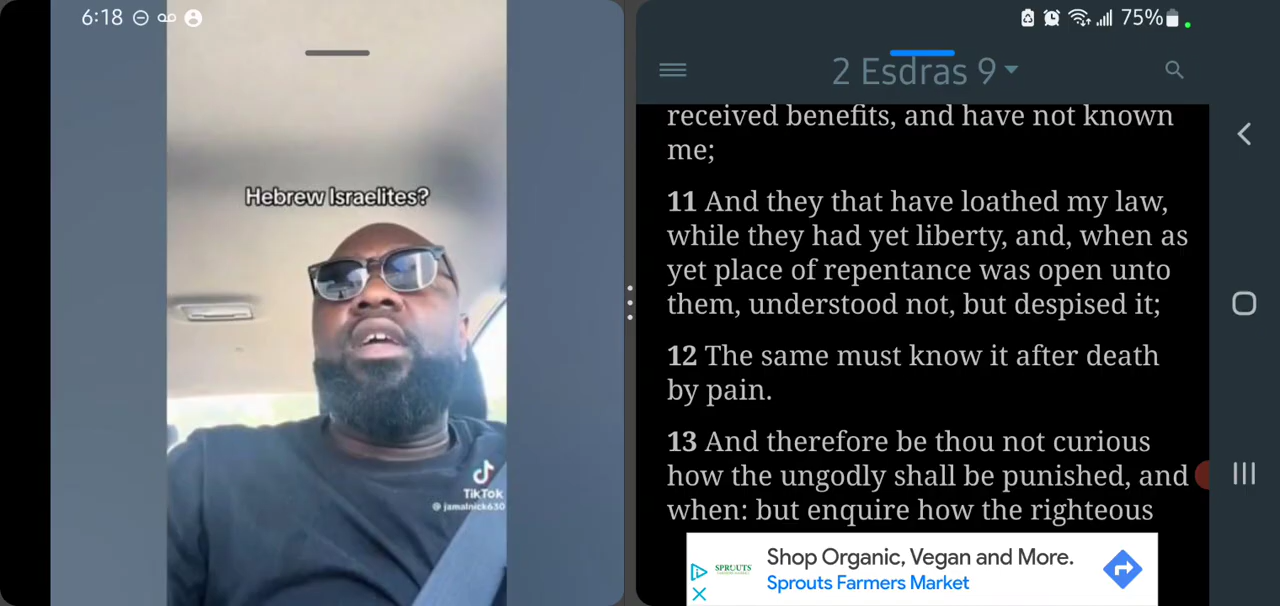 6:18
Hebrew Israelites?
TikTok
@ jamalnick630
75%
2 Esdras 9
received benefits, and have not known
me;
11 And they that have loathed my law,
while they had yet liberty, and, when as
yet place of repentance was open unto
them, understood not, but despised it;
12 The same must know it after death
by pain.
13 And therefore be thou not curious
how the ungodly shall be punished, and
when: but enquire how the righteous
SPROUTS
Shop Organic, Vegan and More.
Sprouts Farmers Market